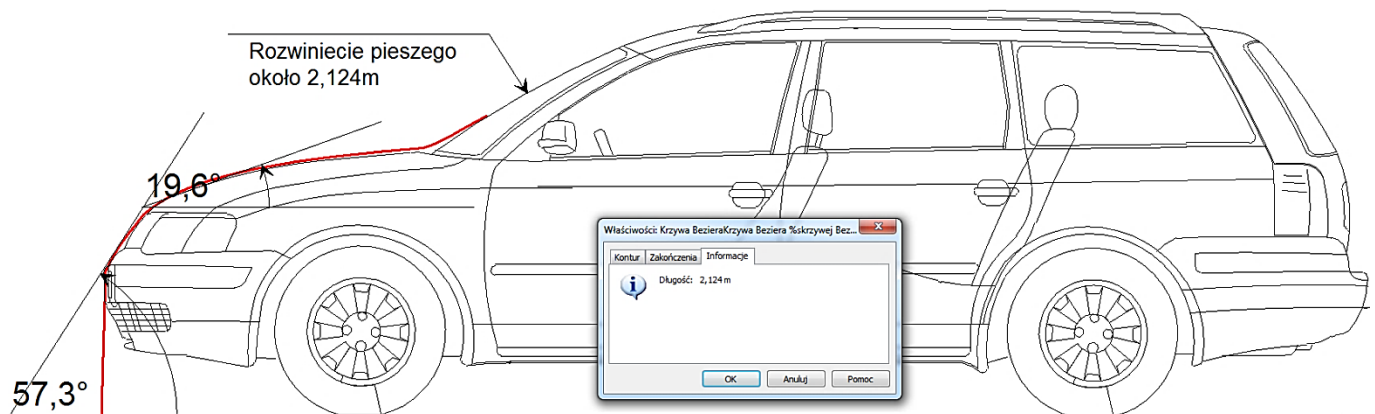 Rozwiniecie pieszego
około 2,124m
19,6°
57,3°
Właściwości: Krzywa BezieraKrzywa Beziera %skrzywej Bez...
Kontur Zakończenia Informacje
Długość: 2,124 m
OK Anuluj Pomoc